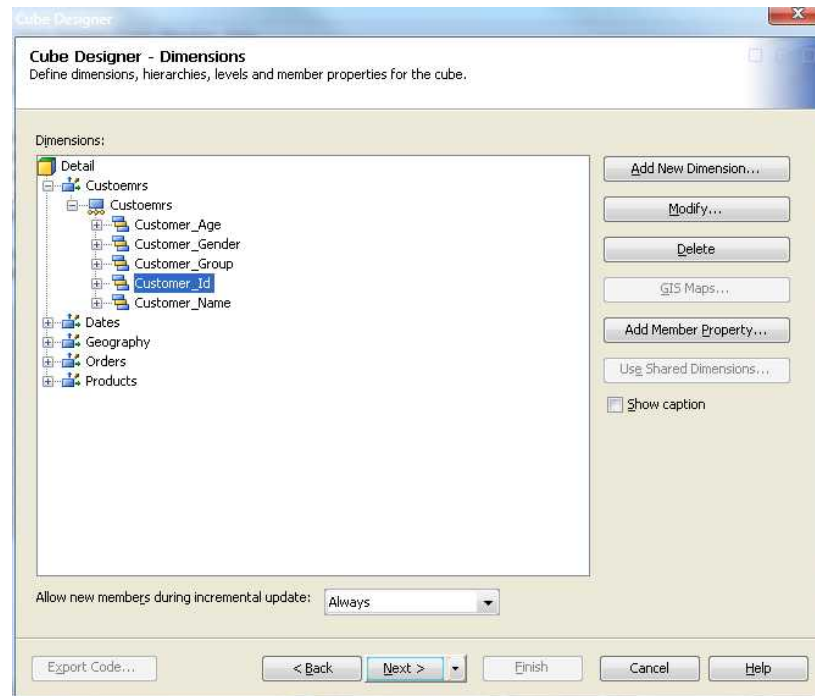 Cube Designer
Cube Designer - Dimensions
Define dimensions, hierarchies, levels and member properties for the cube.
Dimensions:
Detail
Custoemrs
Custoemrs
Customer_Age
Customer_Gender
Customer_Group
Customer_Id
Customer_Name
Dates
Geography
Orders
Products
Add New Dimension...
Modify...
Delete
GIS Maps...
Add Member Property...
Use Shared Dimensions...
Show caption
Allow new members during incremental update: Always
Export Code... < Back Next > Finish Cancel Help